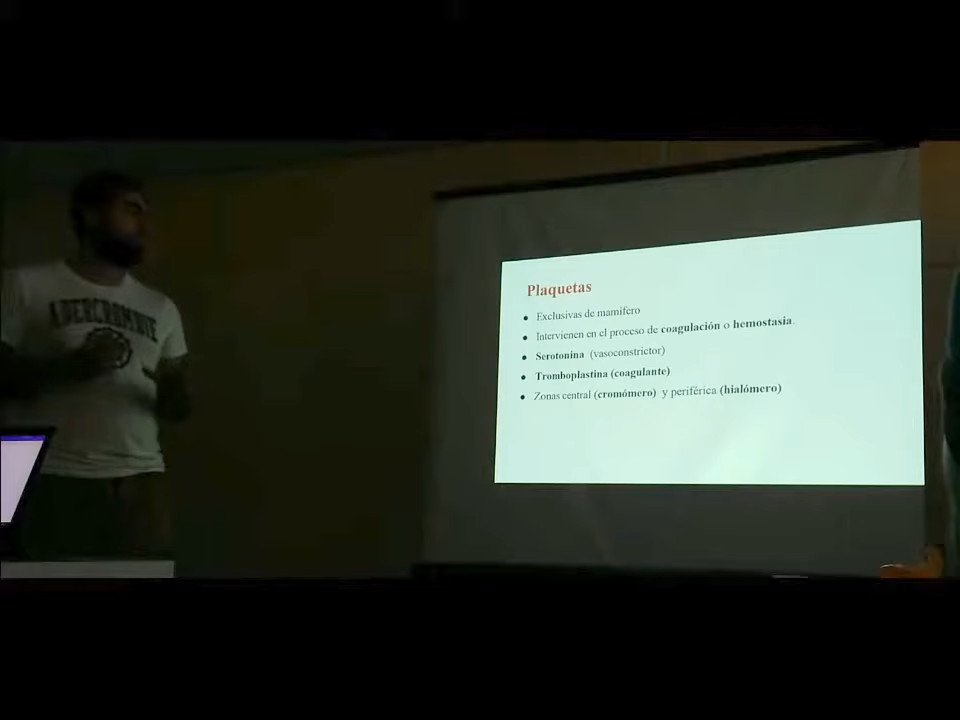 ABERCROMBIE
Plaquetas
● Exclusivas de mamífero
● Intervienen en el proceso de coagulación o hemostasia.
● Serotonina (vasoconstrictor)
● Tromboplastina (coagulante)
● Zonas central (cromómero) y periférica (hialómero)